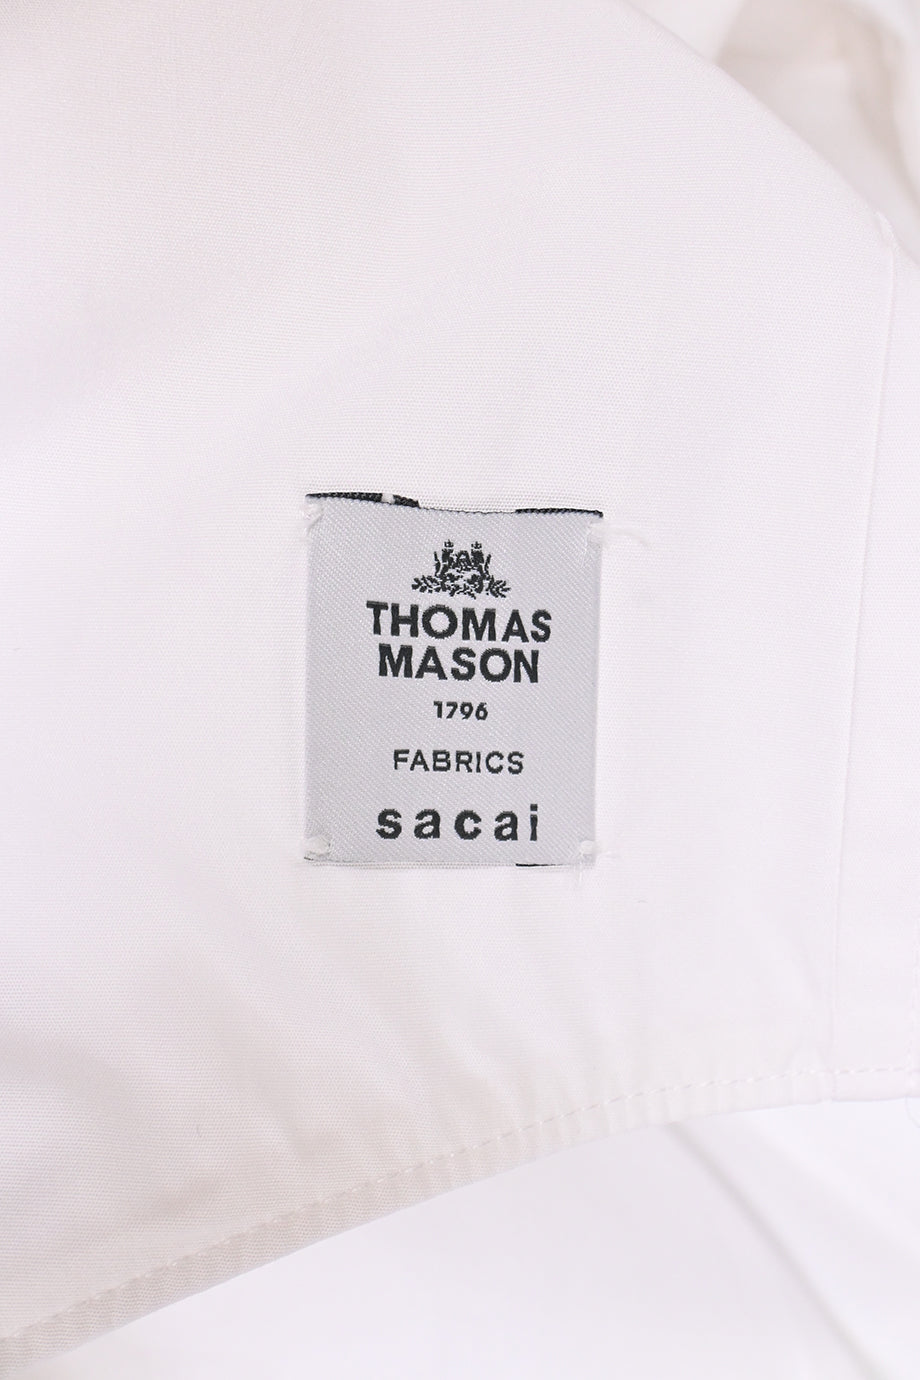 THOMAS
MASON
1796
FABRICS
sacai